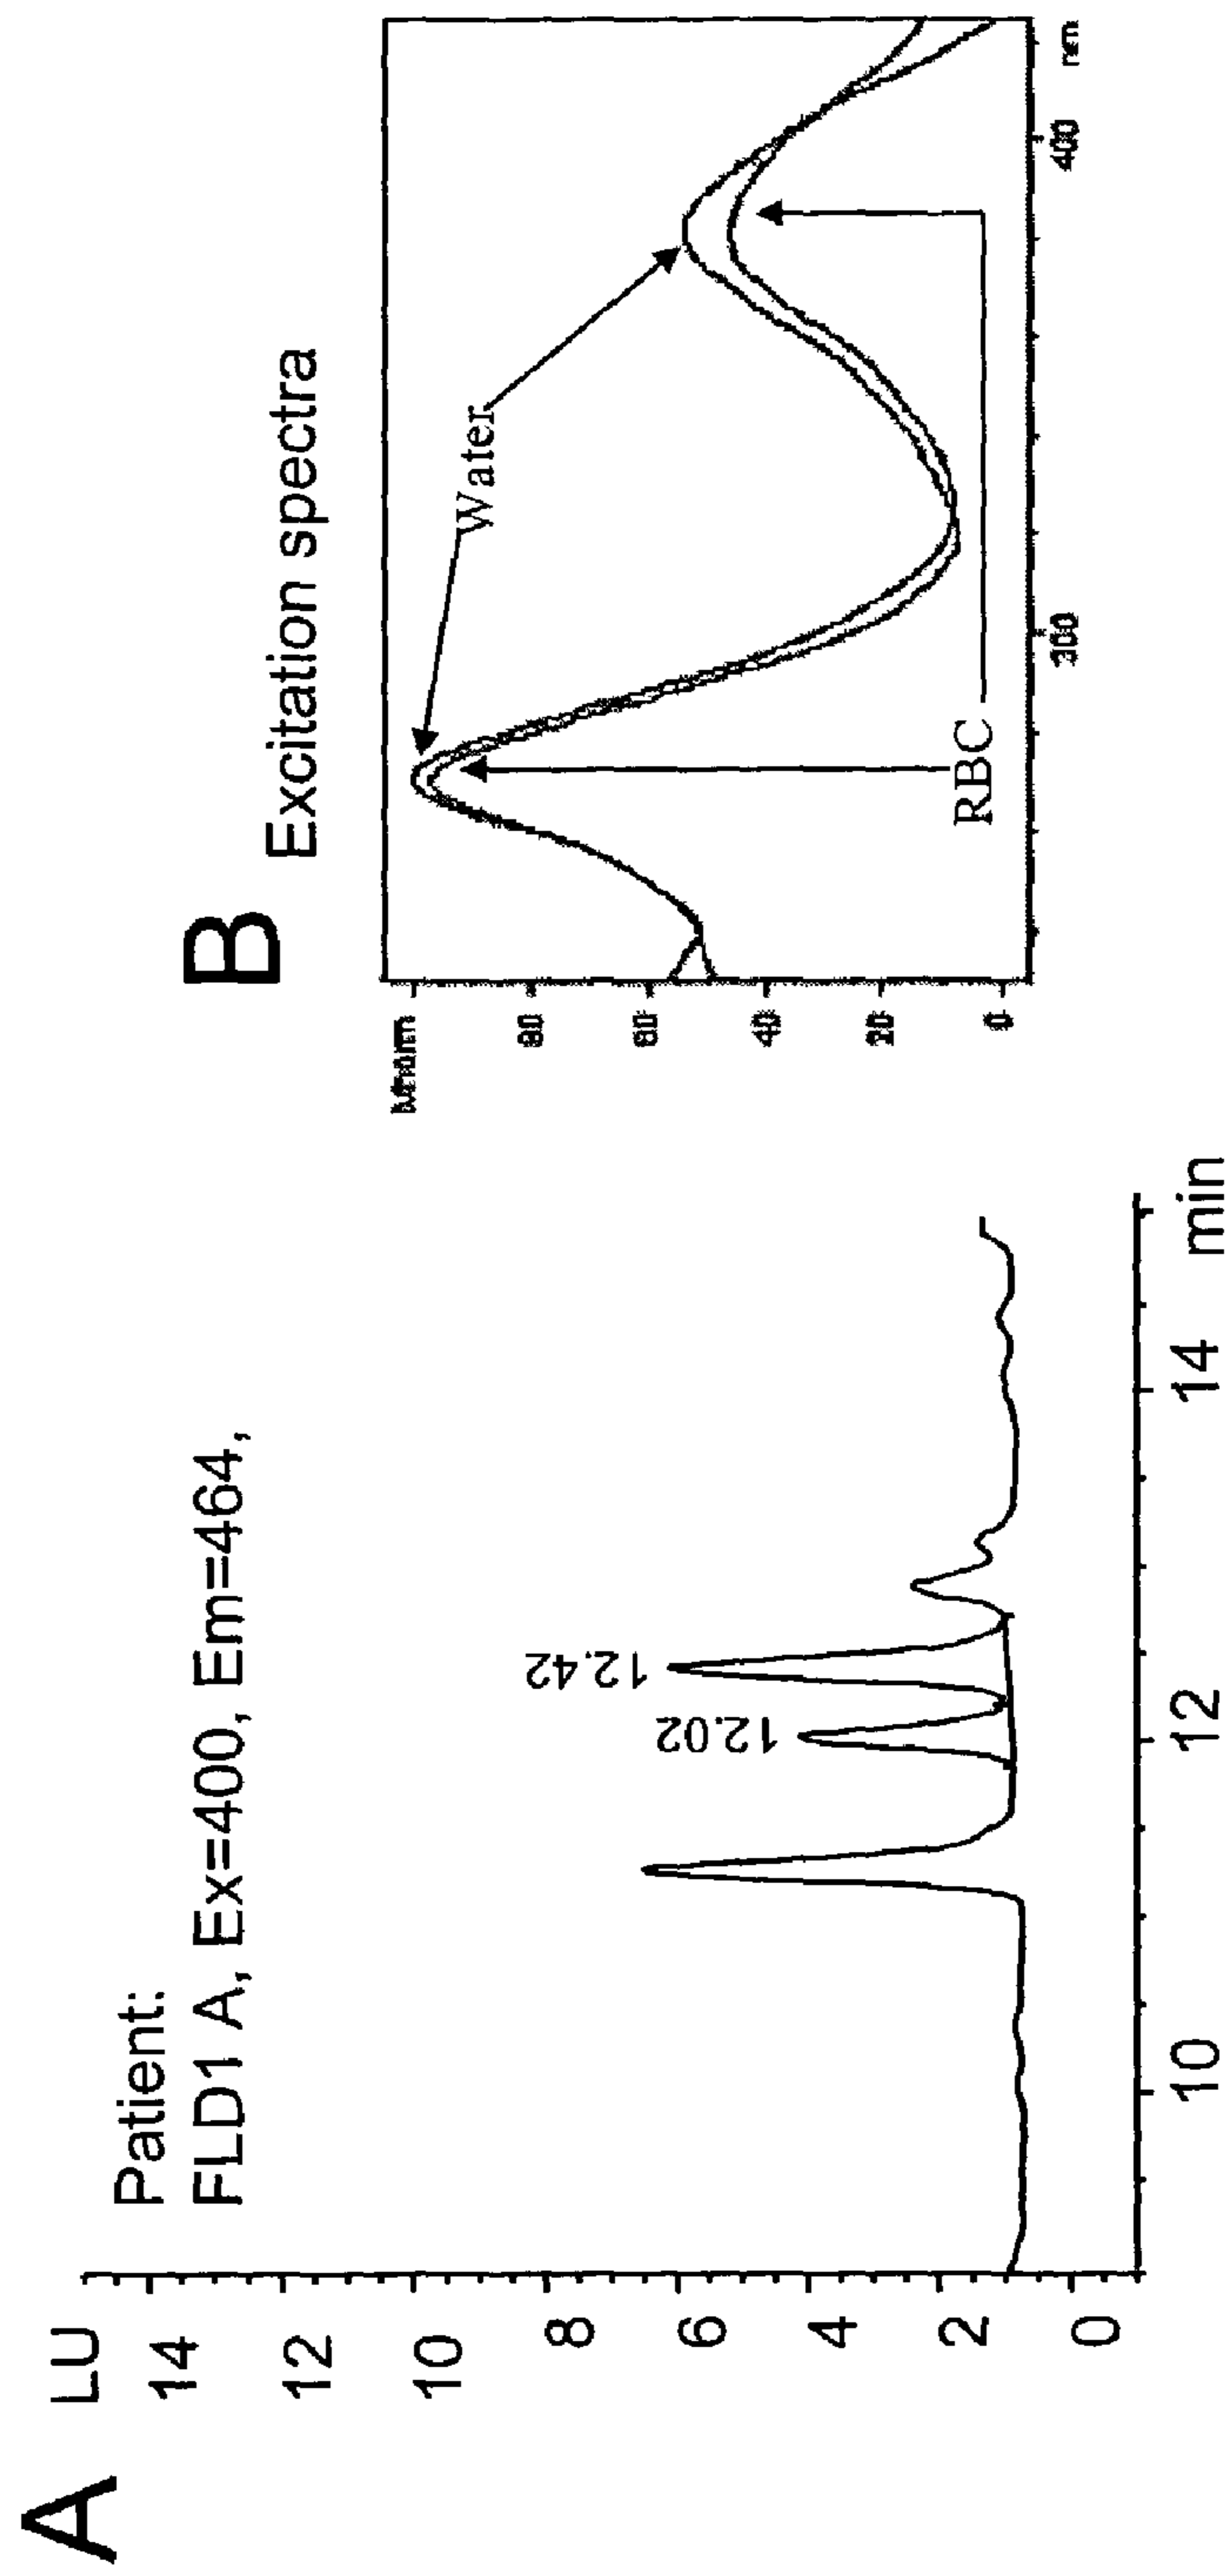 A
LU
Patient:
FLD1 A, Ex=400, Em=464,
14
12
10
8
6
4
2
0
12.02
12.42
10
12
14
min
B
Excitation spectra
Water
RBC
80
60
40
20
0
300
400
nm